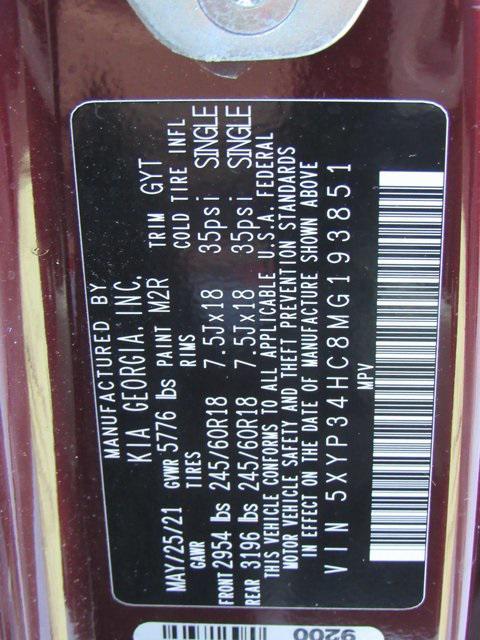 MANUFACTURED BY
KIA GEORGIA, INC.
MAY/25/21 GVWR 5776 lbs PAINT M2R TRIM GYT
GAWR TIRES RIMS COLD TIRE INFL
FRONT 2954 lbs 245/60R18 7.5Jx18 35psi SINGLE
REAR 3196 lbs 245/60R18 7.5Jx18 35psi SINGLE
THIS VEHICLE CONFORMS TO ALL APPLICABLE U.S.A. FEDERAL
MOTOR VEHICLE SAFETY AND THEFT PREVENTION STANDARDS
IN EFFECT ON THE DATE OF MANUFACTURE SHOWN ABOVE
VIN 5XYP34HC8MG193851
MPV
9200